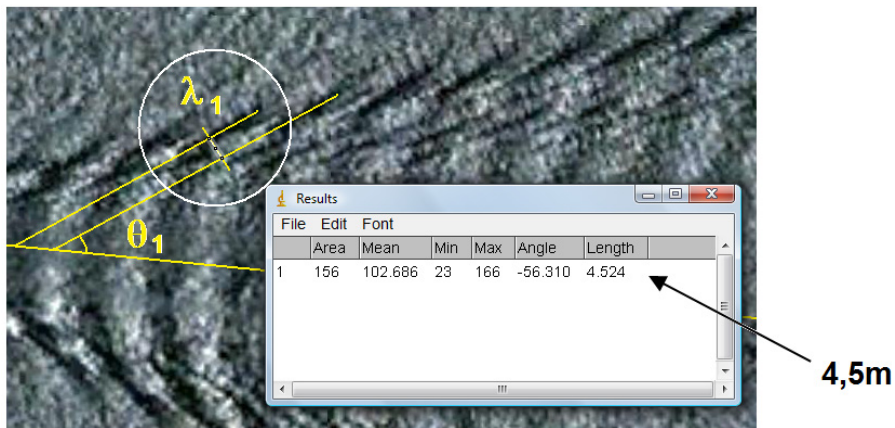 λ1
θ1
Results
File Edit Font
Area Mean Min Max Angle Length
1 156 102.686 23 166 -56.310 4.524
4,5m